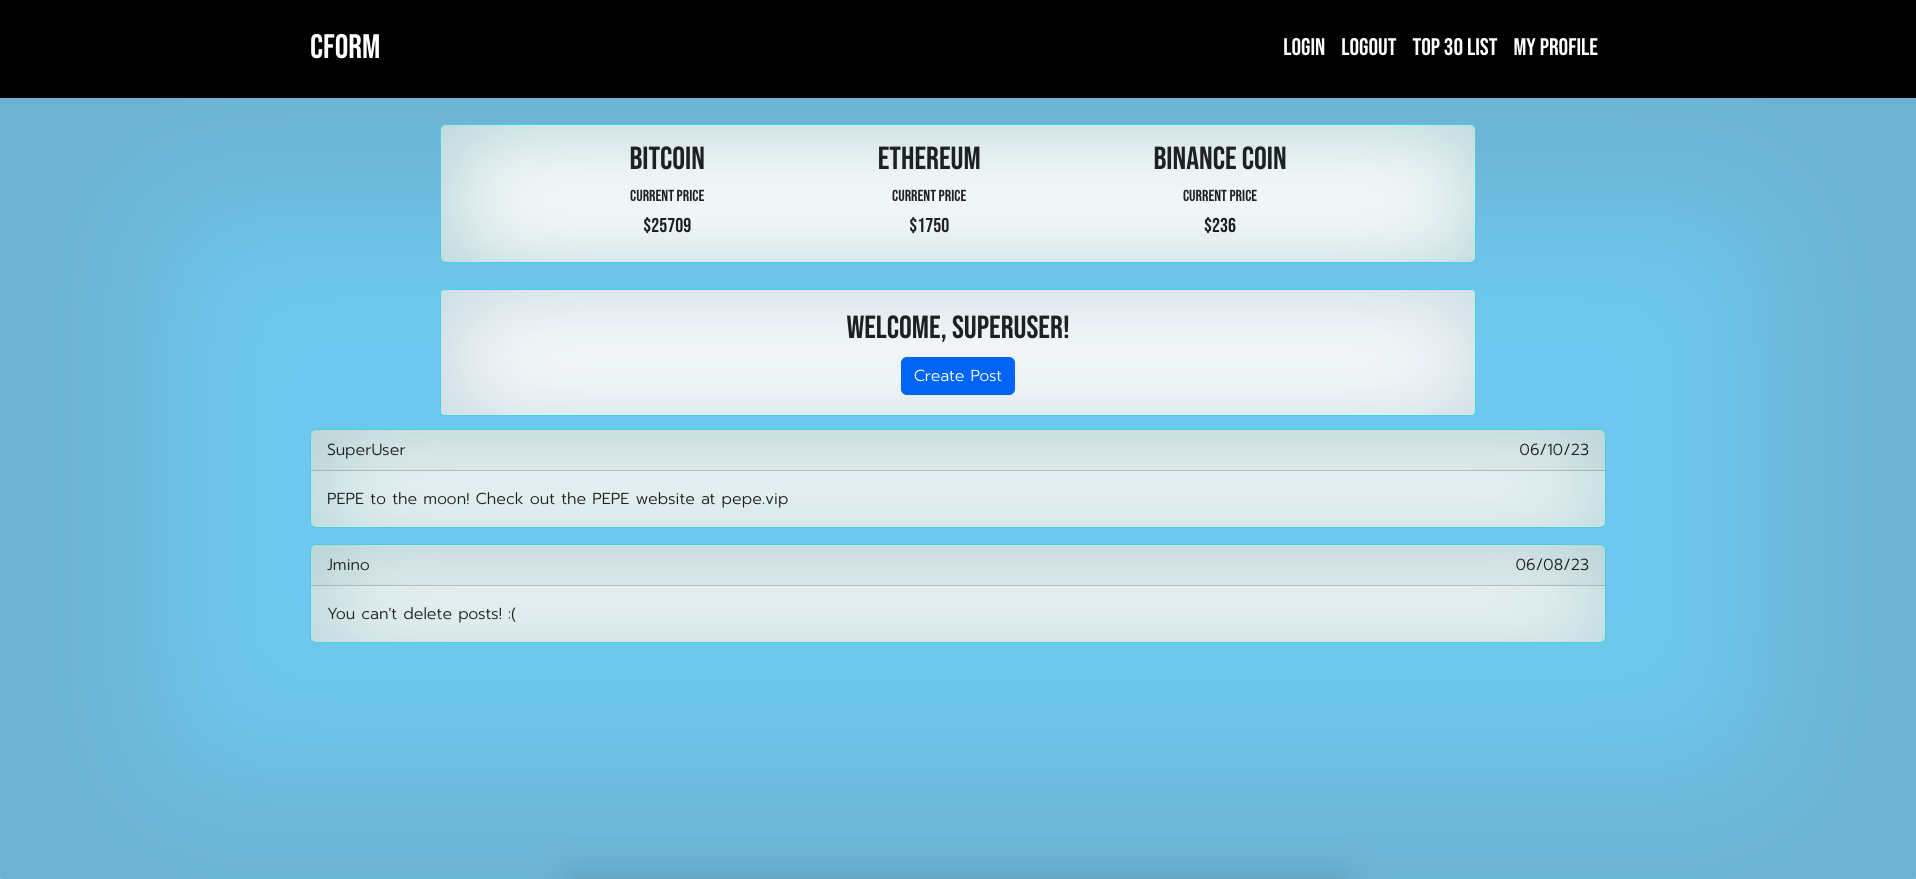 CFORM LOGIN LOGOUT TOP 30 LIST MY PROFILE
BITCOIN ETHEREUM BINANCE COIN
CURRENT PRICE CURRENT PRICE CURRENT PRICE
$25709 $1750 $236
WELCOME, SUPERUSER!
Create Post
SuperUser 06/10/23
PEPE to the moon! Check out the PEPE website at pepe.vip
Jmino 06/08/23
You can't delete posts! :(